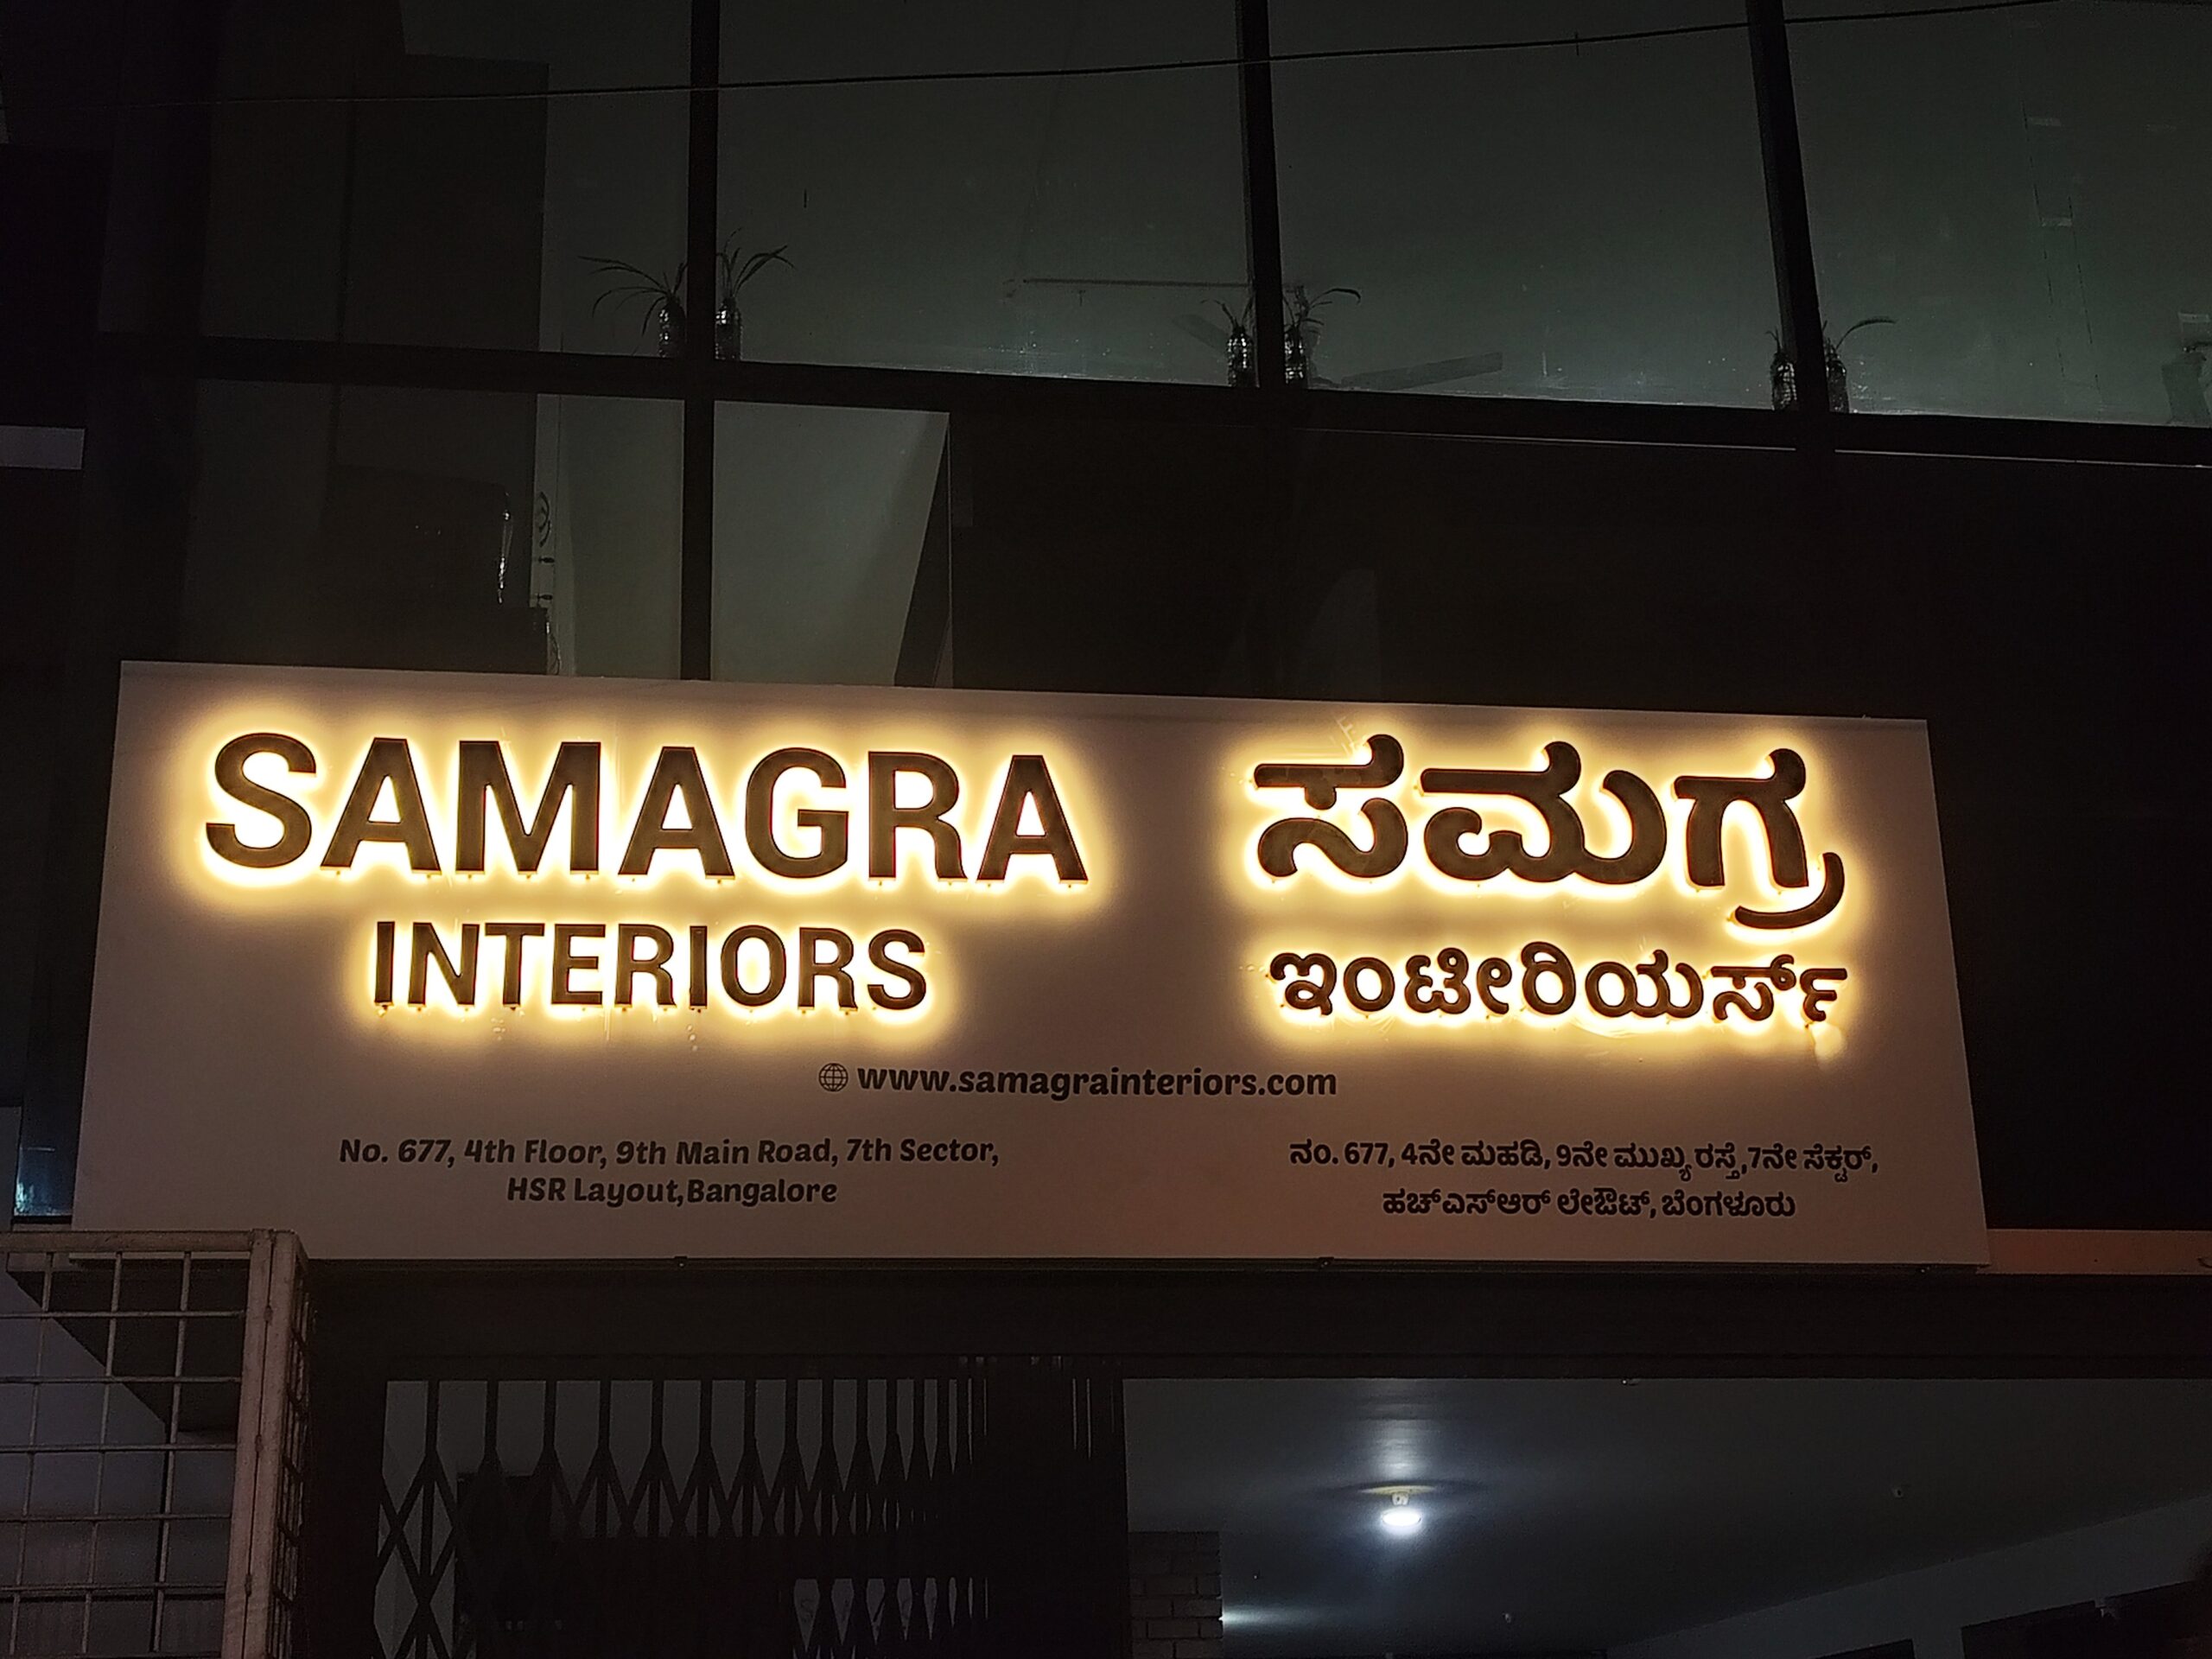 SAMAGRA
INTERIORS
ಸಮಗ್ರ
ಇಂಟೀರಿಯರ್ಸ್
www.samagrainteriors.com
No. 677, 4th Floor, 9th Main Road, 7th Sector,
HSR Layout,Bangalore
ನಂ. 677, 4ನೇ ಮಹಡಿ, 9ನೇ ಮುಖ್ಯ ರಸ್ತೆ,7ನೇ ಸೆಕ್ಟರ್,
ಹಚ್‌ಎಸ್‌ಆರ್ ಲೇಔಟ್, ಬೆಂಗಳೂರು